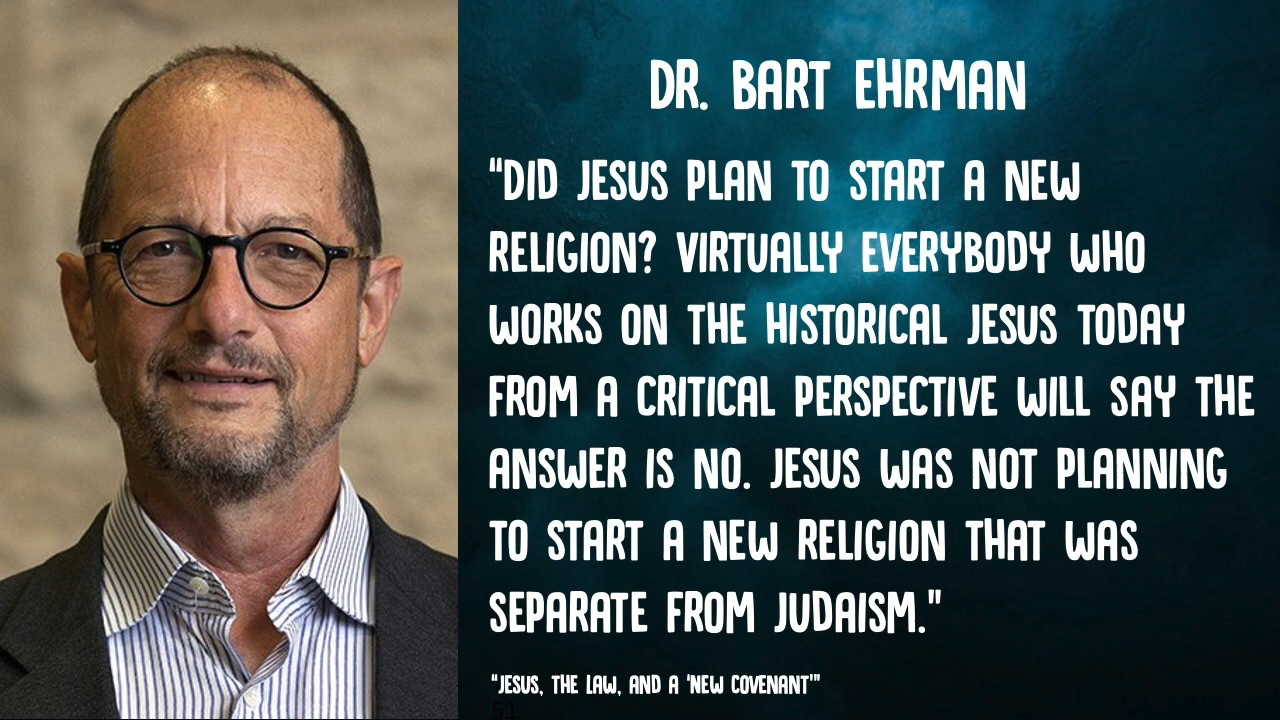 DR. BART EHRMAN
"DID JESUS PLAN TO START A NEW
RELIGION? VIRTUALLY EVERYBODY WHO
WORKS ON THE HISTORICAL JESUS TODAY
FROM A CRITICAL PERSPECTIVE WILL SAY THE
ANSWER IS NO. JESUS WAS NOT PLANNING
TO START A NEW RELIGION THAT WAS
SEPARATE FROM JUDAISM."
"JESUS, THE LAW, AND A 'NEW COVENANT'"
51